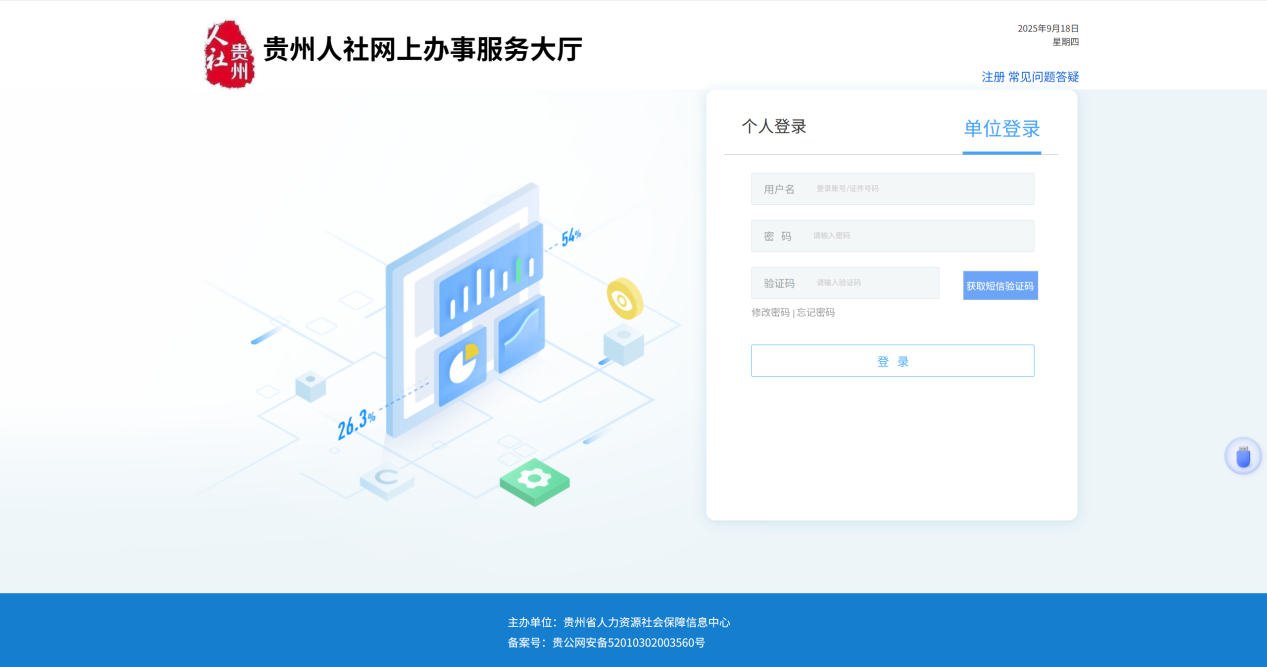 人社
贵州
贵州人社网上办事服务大厅
2025年9月18日
星期四
注册 常见问题答疑
个人登录
单位登录
用户名 登录账号/证件号码
密 码 请输入密码
验证码 请输入验证码
获取短信验证码
修改密码 | 忘记密码
登 录
54%
26.3%
主办单位：贵州省人力资源社会保障信息中心
备案号：贵公网安备52010302003560号